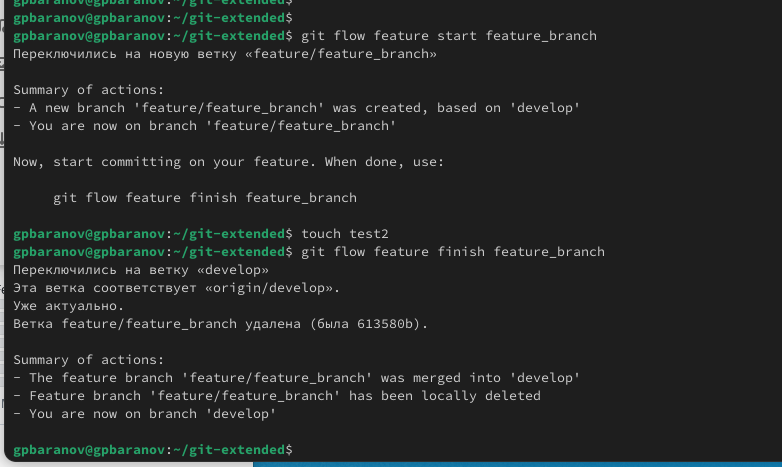 gpbaranov@gpbaranov:~/git-extended$
gpbaranov@gpbaranov:~/git-extended$ git flow feature start feature_branch
Переключились на новую ветку «feature/feature_branch»
Summary of actions:
- A new branch 'feature/feature_branch' was created, based on 'develop'
- You are now on branch 'feature/feature_branch'
Now, start committing on your feature. When done, use:
git flow feature finish feature_branch
gpbaranov@gpbaranov:~/git-extended$ touch test2
gpbaranov@gpbaranov:~/git-extended$ git flow feature finish feature_branch
Переключились на ветку «develop»
Эта ветка соответствует «origin/develop».
Уже актуально.
Ветка feature/feature_branch удалена (была 613580b).
Summary of actions:
- The feature branch 'feature/feature_branch' was merged into 'develop'
- Feature branch 'feature/feature_branch' has been locally deleted
- You are now on branch 'develop'
gpbaranov@gpbaranov:~/git-extended$